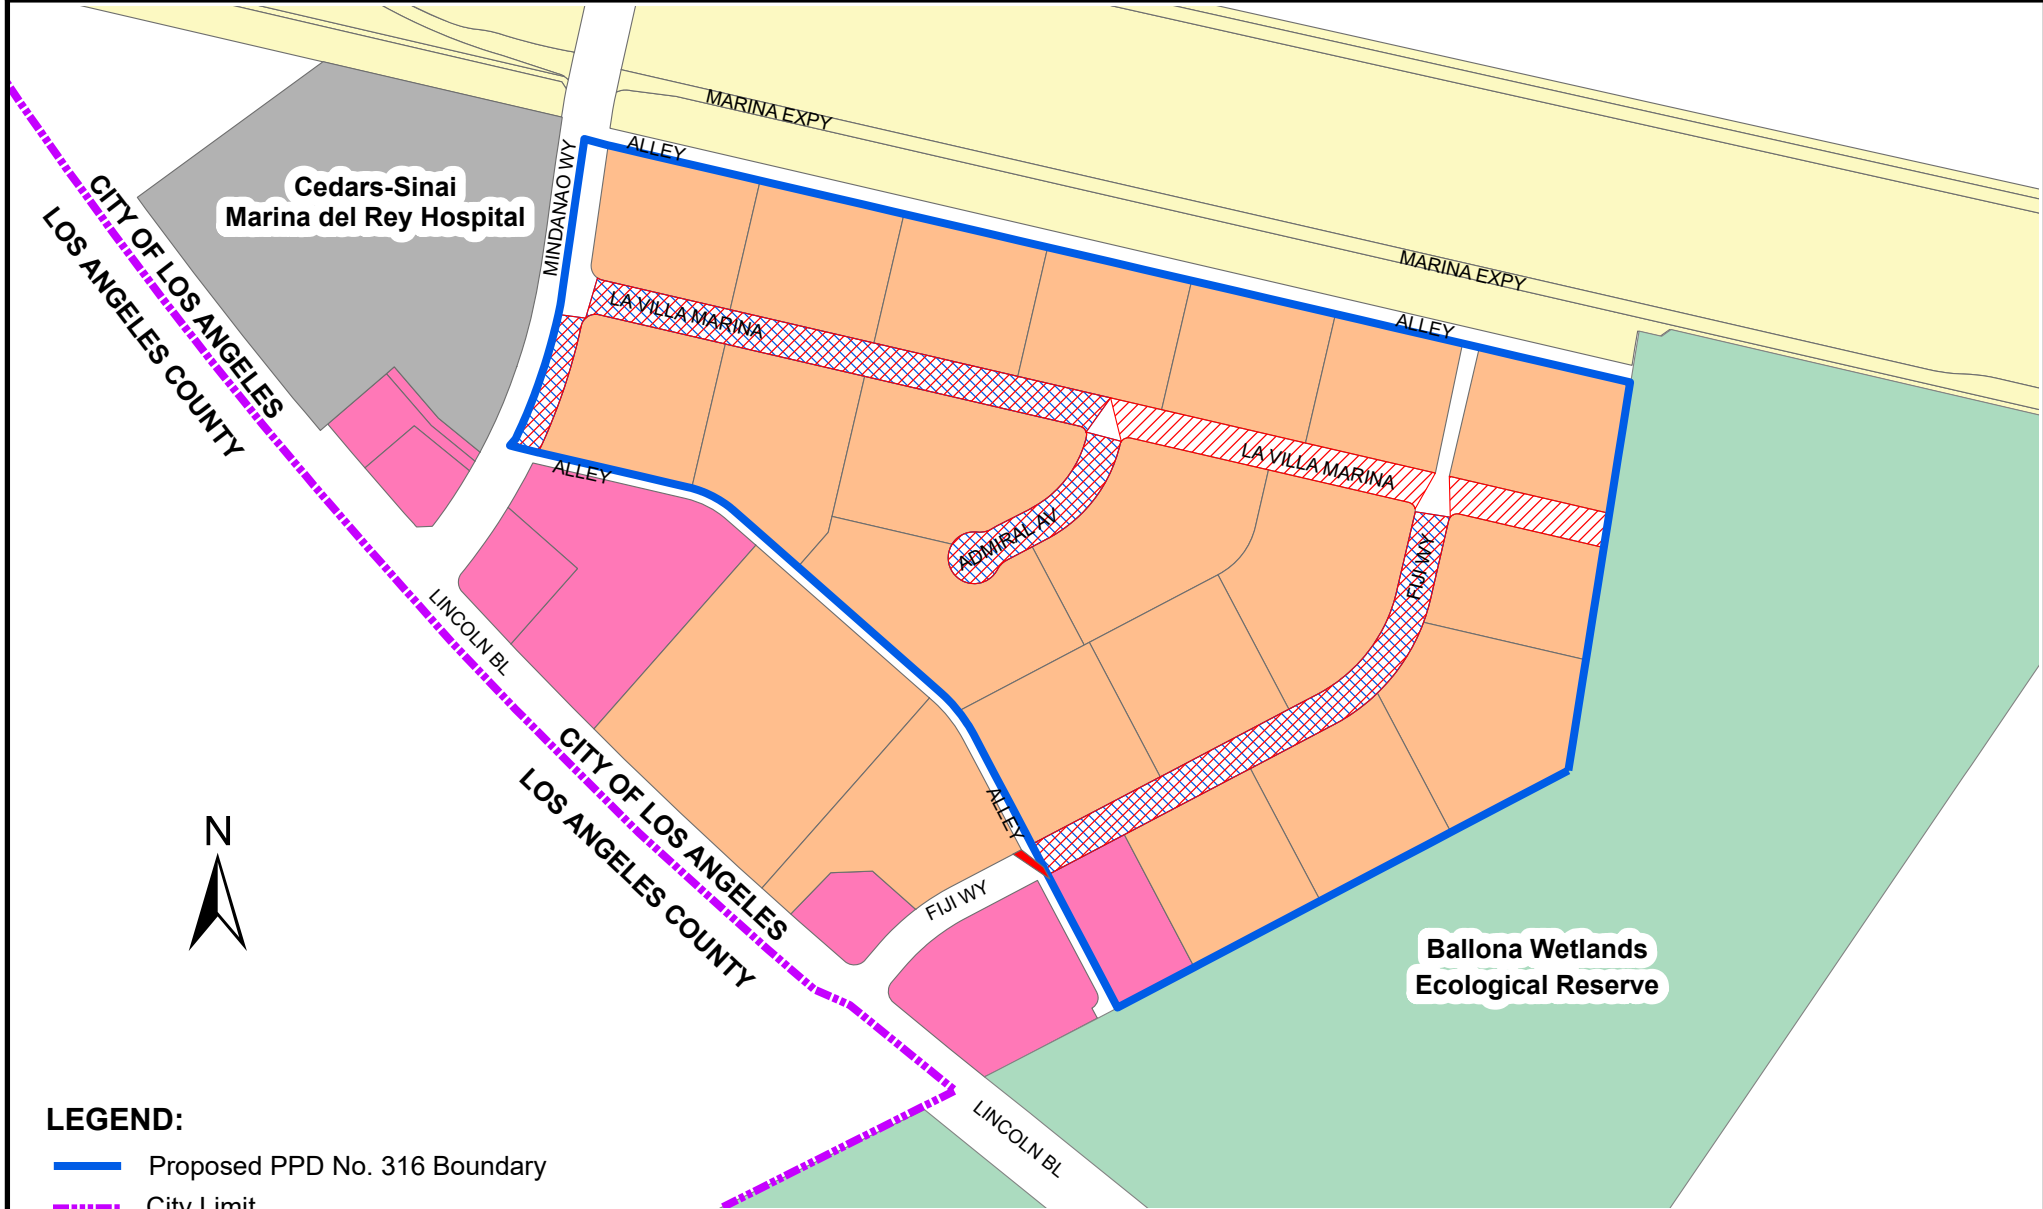 MARINA EXPY
ALLEY
MINDANAO WY
Cedars-Sinai
Marina del Rey Hospital
CITY OF LOS ANGELES
LOS ANGELES COUNTY
MARINA EXPY
LA VILLA MARINA
ALLEY
LA VILLA MARINA
ALLEY
ADMIRAL AV
FIJI WY
LINCOLN BL
CITY OF LOS ANGELES
LOS ANGELES COUNTY
ALLEY
FIJI WY
N
Ballona Wetlands
Ecological Reserve
LINCOLN BL
LEGEND:
Proposed PPD No. 316 Boundary
City Limit